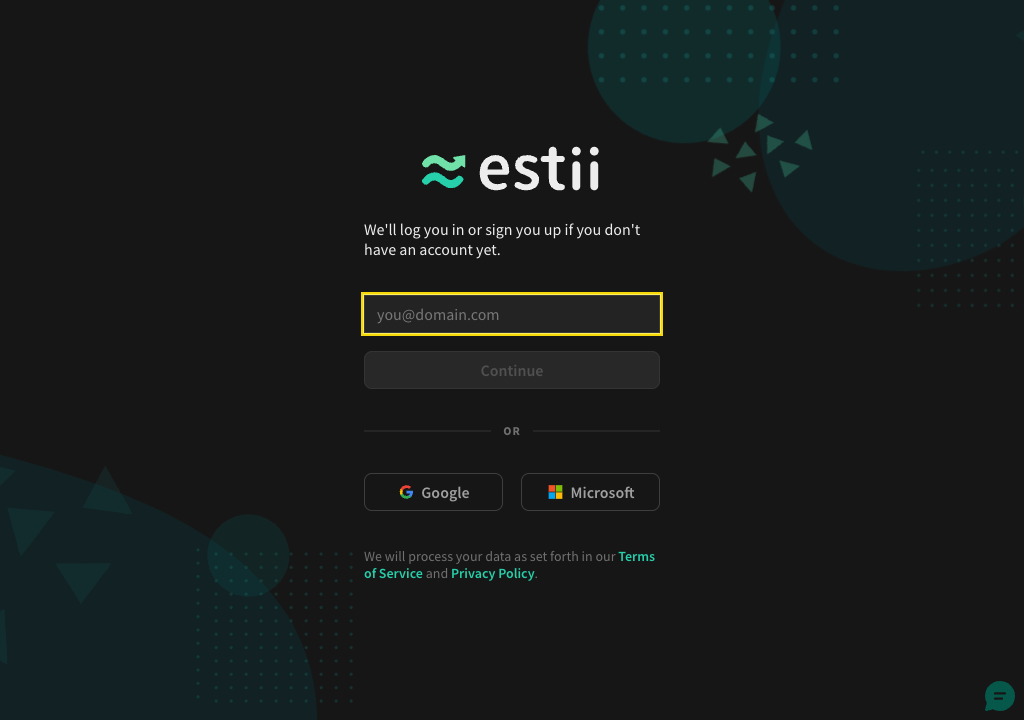 estii
We'll log you in or sign you up if you don't
have an account yet.
you@domain.com
Continue
OR
Google
Microsoft
We will process your data as set forth in our Terms
of Service and Privacy Policy.